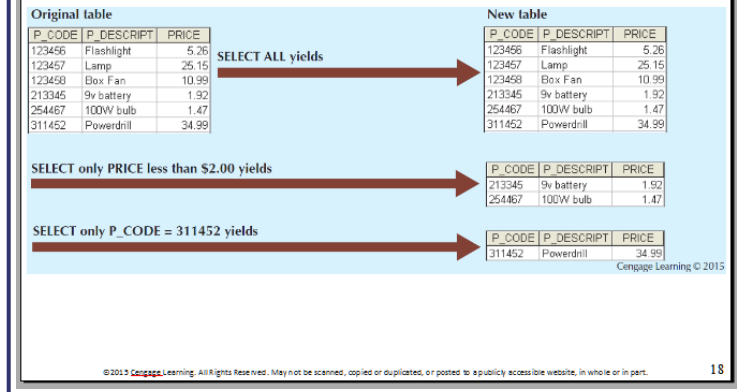 Original table
New table
P_CODE P_DESCRIPT PRICE
123456 Flashlight 5.26
123457 Lamp 25.15
123458 Box Fan 10.99
213345 9v battery 1.92
254467 100W bulb 1.47
311452 Powerdrill 34.99
SELECT ALL yields
P_CODE P_DESCRIPT PRICE
123456 Flashlight 5.26
123457 Lamp 25.15
123458 Box Fan 10.99
213345 9v battery 1.92
254467 100W bulb 1.47
311452 Powerdrill 34.99
SELECT only PRICE less than $2.00 yields
P_CODE P_DESCRIPT PRICE
213345 9v battery 1.92
254467 100W bulb 1.47
SELECT only P_CODE = 311452 yields
P_CODE P_DESCRIPT PRICE
311452 Powerdrill 34.99
Cengage Learning © 2015
©2015 Cengage Learning. All Rights Reserved. May not be scanned, copied or duplicated, or posted to a publicly accessible website, in whole or in part.
18